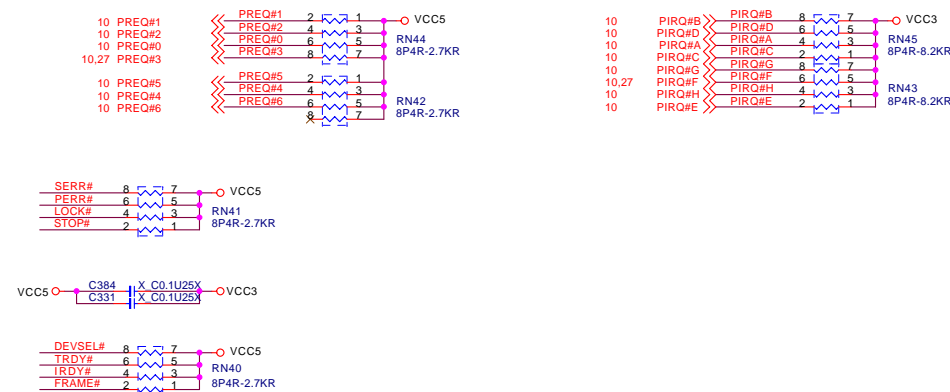 10 PREQ#1 PREQ#1 2 1 VCC5
10 PREQ#2 PREQ#2 4 3
10 PREQ#0 PREQ#0 6 5 RN44
10,27 PREQ#3 PREQ#3 8 7 8P4R-2.7KR
10 PREQ#5 PREQ#5 2 1
10 PREQ#4 PREQ#4 4 3 RN42
10 PREQ#6 PREQ#6 6 5 8P4R-2.7KR
8 7
10 PIRQ#B PIRQ#B 8 7 VCC3
10 PIRQ#D PIRQ#D 6 5
10 PIRQ#A PIRQ#A 4 3 RN45
10 PIRQ#C PIRQ#C 2 1 8P4R-8.2KR
10 PIRQ#G PIRQ#G 8 7
10,27 PIRQ#F PIRQ#F 6 5
10 PIRQ#H PIRQ#H 4 3 RN43
10 PIRQ#E PIRQ#E 2 1 8P4R-8.2KR
SERR# 8 7 VCC5
PERR# 6 5
LOCK# 4 3 RN41
STOP# 2 1 8P4R-2.7KR
VCC5 C384 X_C0.1U25X VCC3
C331 X_C0.1U25X
DEVSEL# 8 7 VCC5
TRDY# 6 5
IRDY# 4 3 RN40
FRAME# 2 1 8P4R-2.7KR